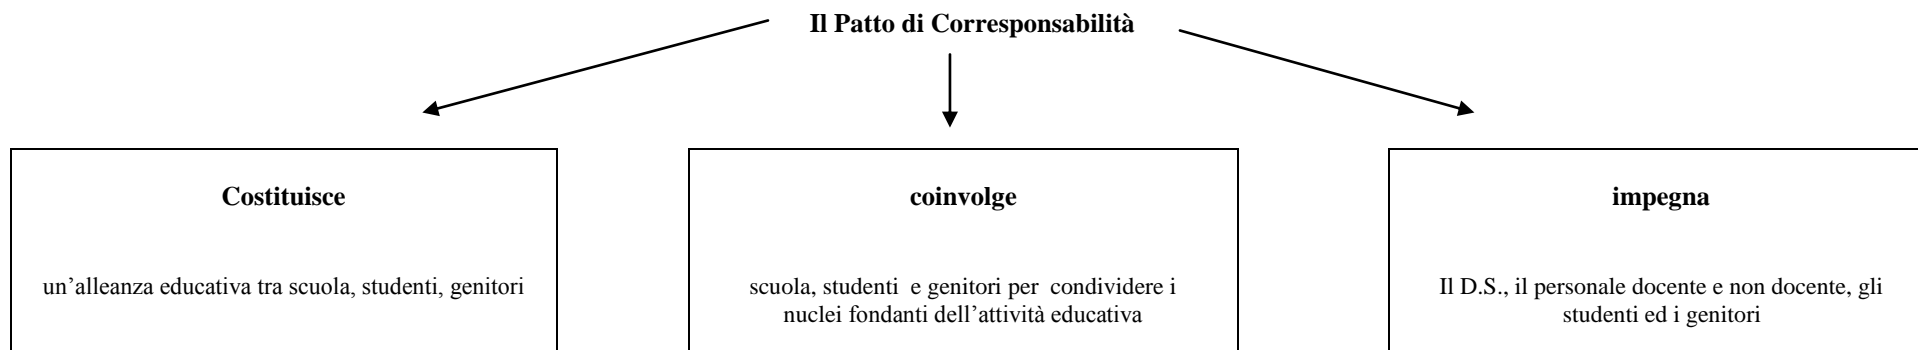 Il Patto di Corresponsabilità
Costituisce
un’alleanza educativa tra scuola, studenti, genitori
coinvolge
scuola, studenti e genitori per condividere i
nuclei fondanti dell’attività educativa
impegna
Il D.S., il personale docente e non docente, gli
studenti ed i genitori